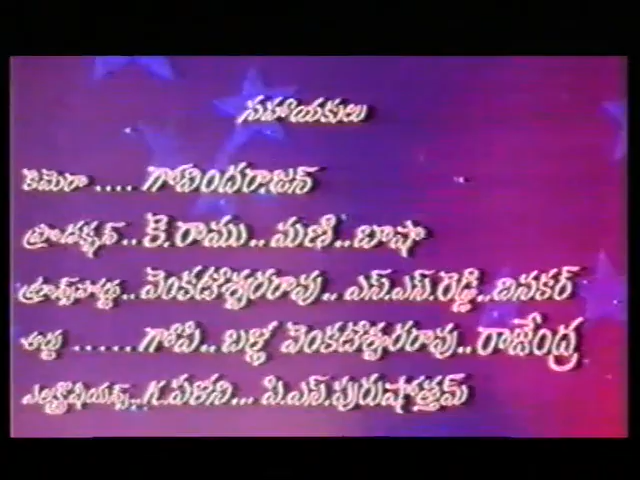 సహాయకులు
కెమెరా ..... గోవిందరాజన్
ప్రొడక్షన్.. కె.రాము.. మణి.. బాషా
వెంకటేశ్వరరావు.. ఎస్.ఎస్.రెడ్డి.. దినకర్
ఆర్టు ...... గోపి.. బళ్ల వెంకటేశ్వరరావు.. రాజేంద్ర
ఎలక్ట్రీషియన్స్... పి.ఎస్.పురుషోత్తమ్